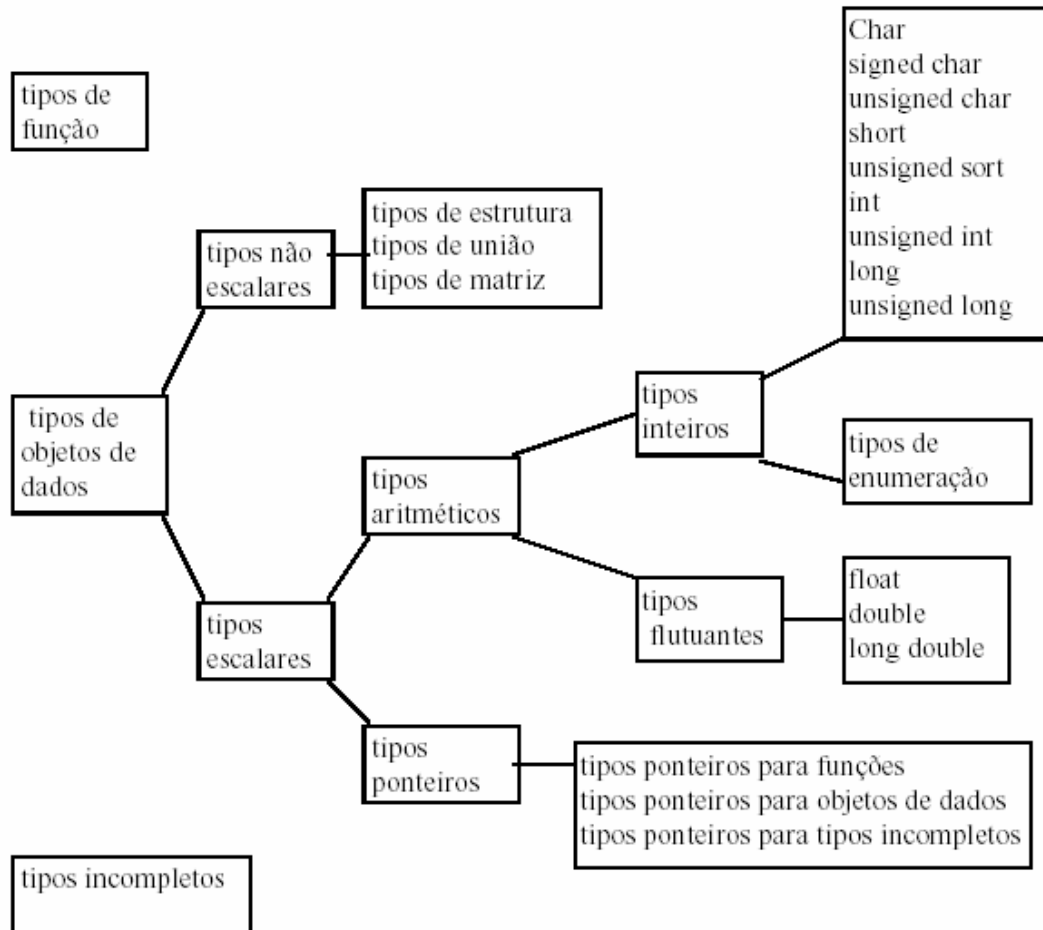 tipos de
função
tipos não
escalares
tipos de estrutura
tipos de união
tipos de matriz
Char
signed char
unsigned char
short
unsigned sort
int
unsigned int
long
unsigned long
tipos de
objetos de
dados
tipos
inteiros
tipos de
enumeração
tipos
aritméticos
tipos
flutuantes
float
double
long double
tipos
escalares
tipos
ponteiros
tipos ponteiros para funções
tipos ponteiros para objetos de dados
tipos ponteiros para tipos incompletos
tipos incompletos